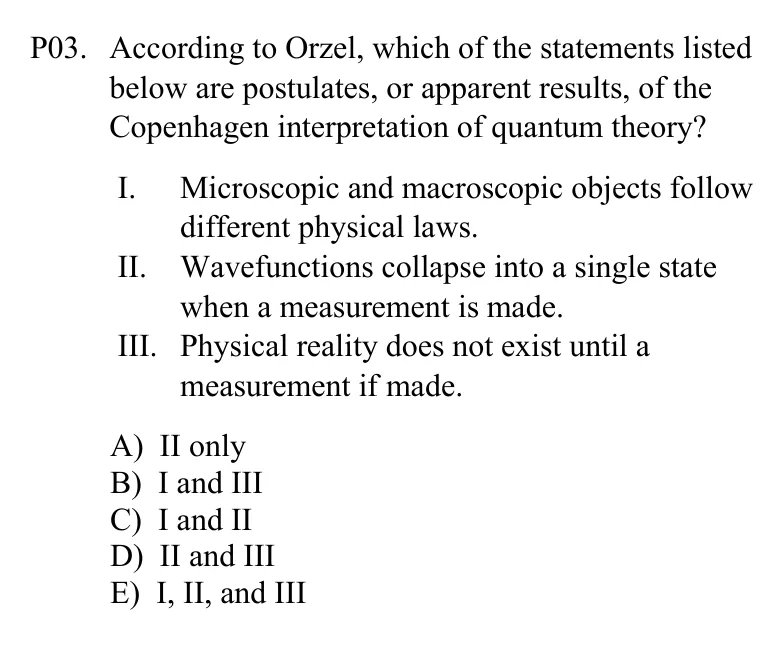 P03. According to Orzel, which of the statements listed
below are postulates, or apparent results, of the
Copenhagen interpretation of quantum theory?
I. Microscopic and macroscopic objects follow
different physical laws.
II. Wavefunctions collapse into a single state
when a measurement is made.
III. Physical reality does not exist until a
measurement if made.
A) II only
B) I and III
C) I and II
D) II and III
E) I, II, and III